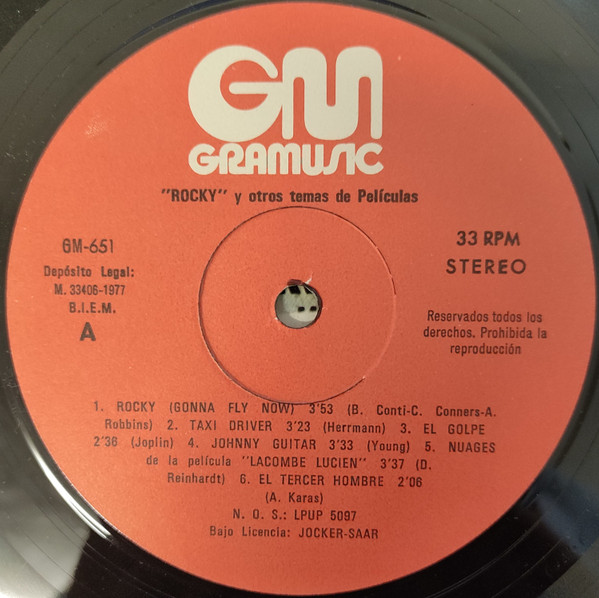 GM
GRAMUSIC
"ROCKY" y otros temas de Películas
GM-651
Depósito Legal:
M. 33406-1977
B.I.E.M.
A
33 RPM
STEREO
Reservados todos los
derechos. Prohibida la
reproducción
1. ROCKY (GONNA FLY NOW) 3'53 (B. Conti-C. Conners-A.
Robbins) 2. TAXI DRIVER 3'23 (Herrmann) 3. EL GOLPE
2'36 (Joplin) 4. JOHNNY GUITAR 3'33 (Young) 5. NUAGES
de la película "LACOMBE LUCIEN" 3'37 (D.
Reinhardt) 6. EL TERCER HOMBRE 2'06
(A. Karas)
N. O. S.: LPUP 5097
Bajo Licencia: JOCKER-SAAR